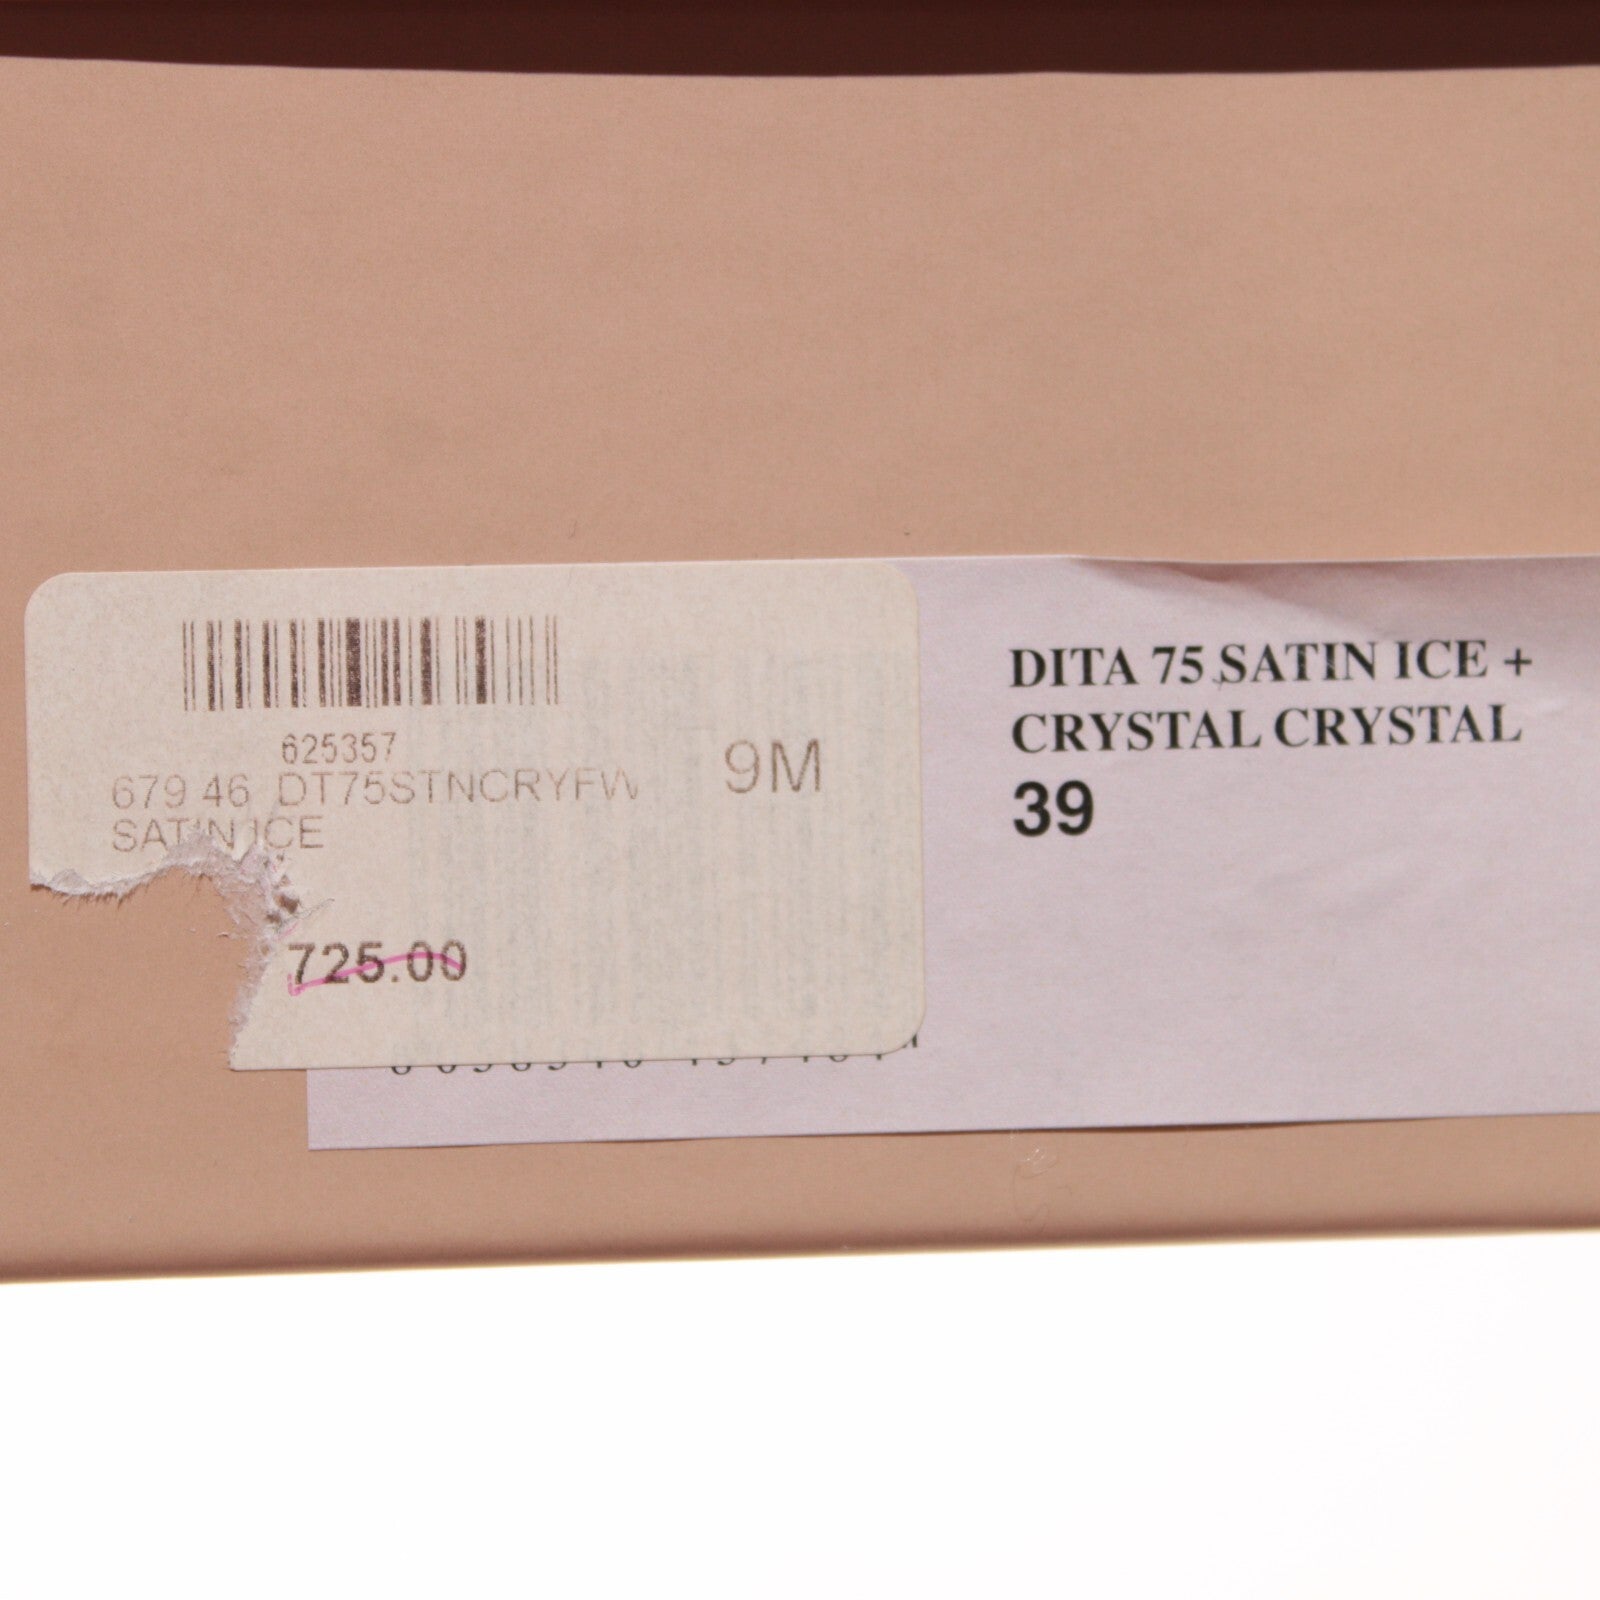 625357
679 46 DT75STNCRYFW
SATIN ICE
9M
725.00
DITA 75 SATIN ICE +
CRYSTAL CRYSTAL
39